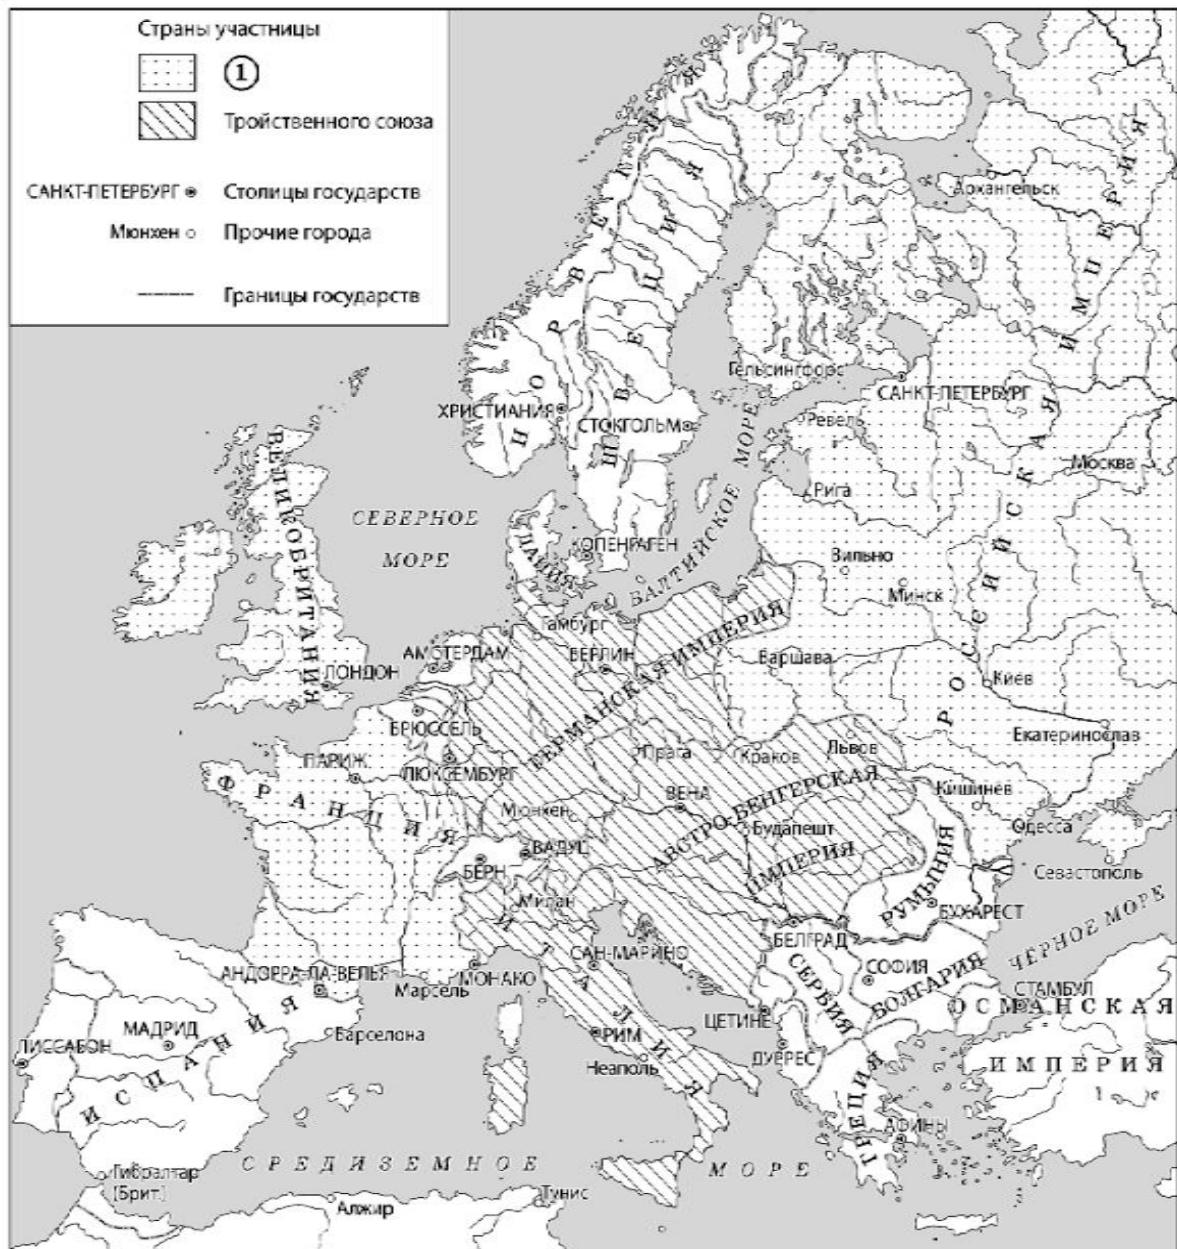 Страны участницы
1
Тройственного союза
САНКТ-ПЕТЕРБУРГ
Столицы государств
Мюнхен
Прочие города
Границы государств
НОРВЕГИЯ
ШВЕЦИЯ
РОССИЙСКАЯ ИМПЕРИЯ
Архангельск
Гельсингфорс
САНКТ-ПЕТЕРБУРГ
ХРИСТИАНИЯ
СТОКГОЛЬМ
Ревель
Москва
Рига
ВЕЛИКОБРИТАНИЯ
СЕВЕРНОЕ
МОРЕ
ДАНИЯ
КОПЕНГАГЕН
БАЛТИЙСКОЕ МОРЕ
Вильно
Минск
Гамбург
АМСТЕРДАМ
БЕРЛИН
Варшава
ЛОНДОН
ГЕРМАНСКАЯ ИМПЕРИЯ
Киев
БРЮССЕЛЬ
Екатеринослав
ПАРИЖ
ЛЮКСЕМБУРГ
Прага
Краков
Львов
ФРАНЦИЯ
Мюнхен
ВЕНА
АВСТРО-ВЕНГЕРСКАЯ
ИМПЕРИЯ
Будапешт
Кишинёв
Одесса
ВАДУЦ
БЕРН
Милан
РУМЫНИЯ
Севастополь
БУХАРЕСТ
БЕЛГРАД
ИТАЛИЯ
САН-МАРИНО
СЕРБИЯ
СОФИЯ
БОЛГАРИЯ
ЧЕРНОЕ МОРЕ
АНДОРРА-ЛА-ВЕЛЬЯ
МОНАКО
Марсель
СТАМБУЛ
ОСМАНСКАЯ
ИМПЕРИЯ
ЦЕТИНЕ
МАДРИД
Барселона
РИМ
ДУРРЕС
ЛИССАБОН
Неаполь
ИСПАНИЯ
ГРЕЦИЯ
АФИНЫ
СРЕДИЗЕМНОЕ МОРЕ
Гибралтар
(Брит.)
Тунис
Алжир